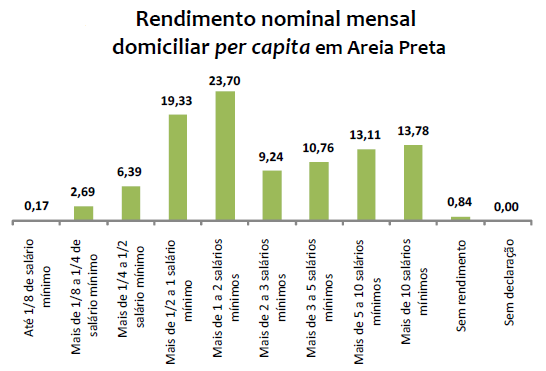 Rendimento nominal mensal
domiciliar per capita em Areia Preta
0,17
2,69
6,39
19,33
23,70
9,24
10,76
13,11
13,78
0,84
0,00
Até 1/8 de salário
mínimo
Mais de 1/8 a 1/4 de
salário mínimo
Mais de 1/4 a 1/2
salário mínimo
Mais de 1/2 a 1 salário
mínimo
Mais de 1 a 2 salários
mínimos
Mais de 2 a 3 salários
mínimos
Mais de 3 a 5 salários
mínimos
Mais de 5 a 10 salários
mínimos
Mais de 10 salários
mínimos
Sem rendimento
Sem declaração